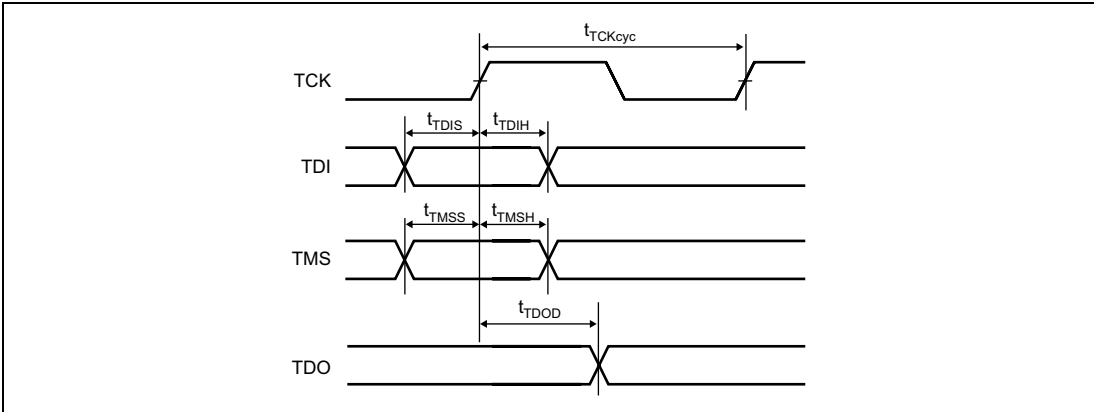 tTCKcyc
TCK
tTDIS tTDIH
TDI
tTMSS tTMSH
TMS
tTDOD
TDO